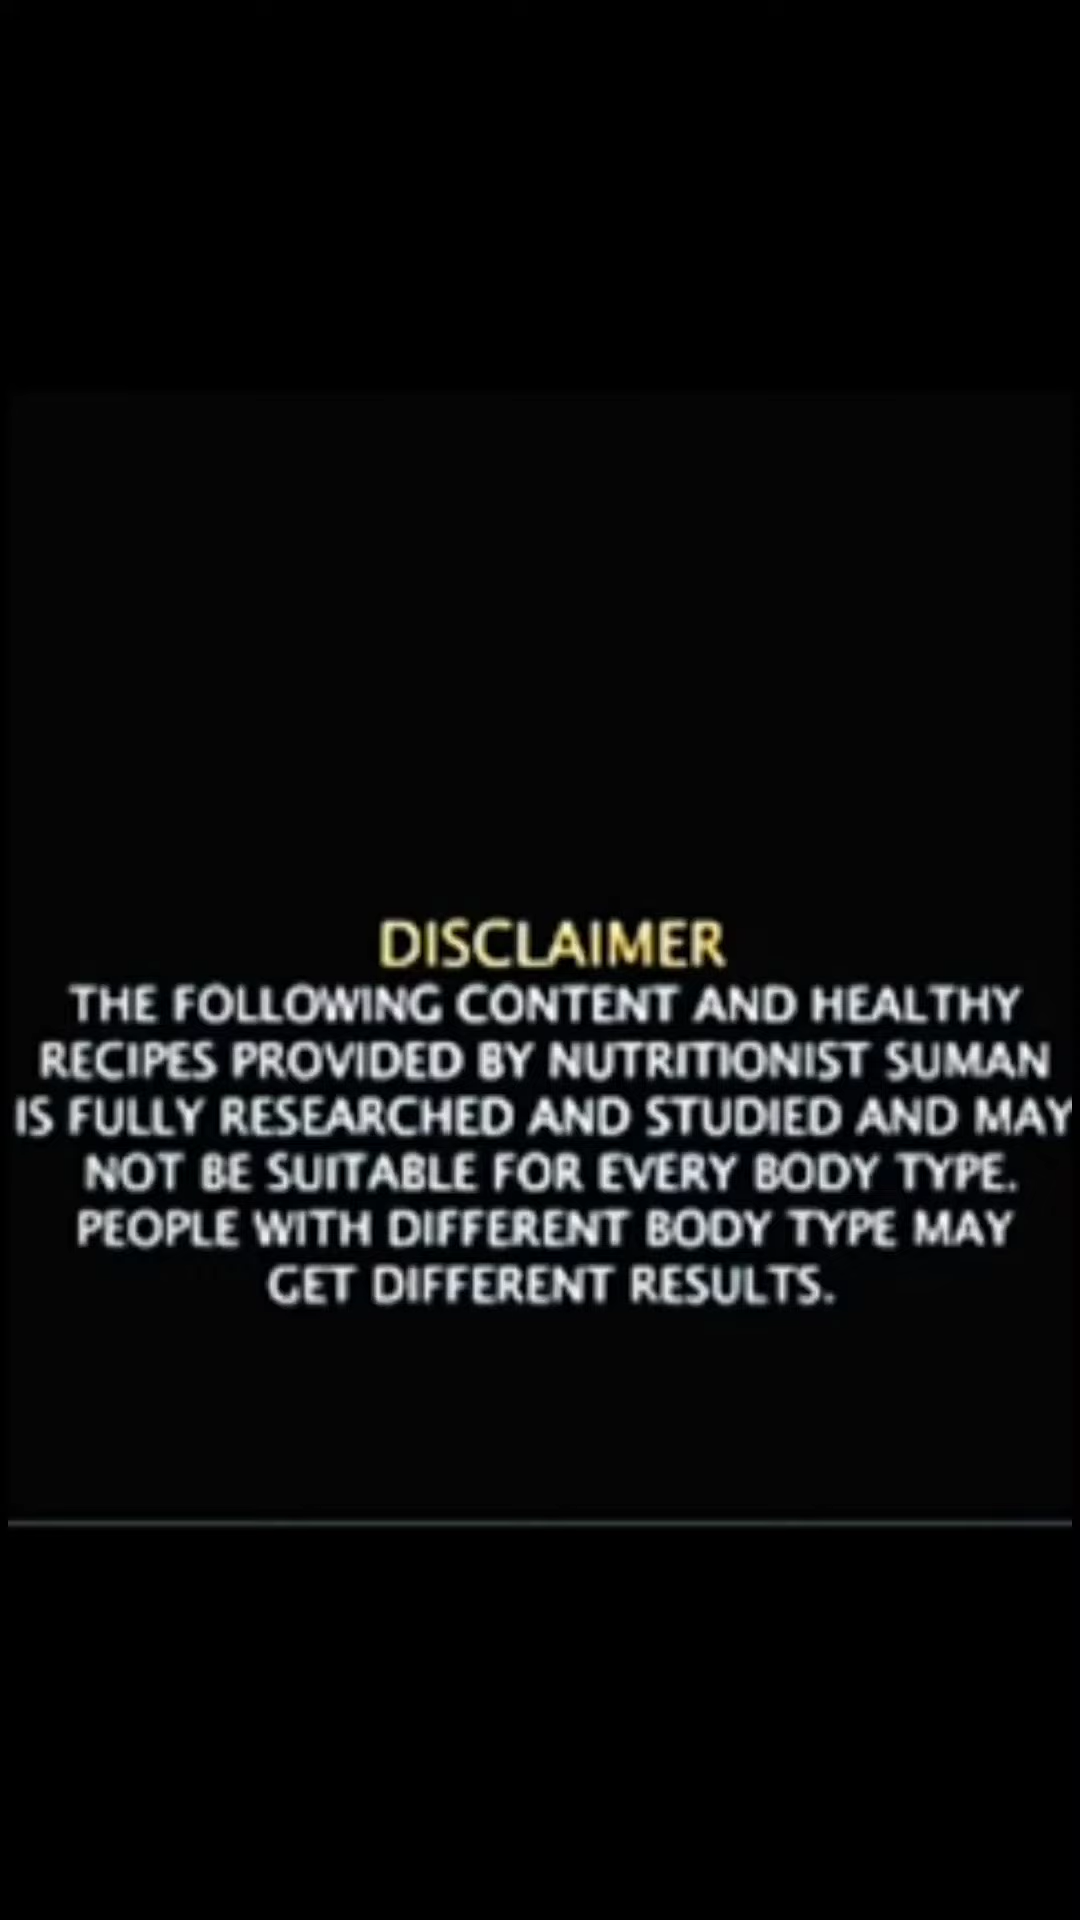 DISCLAIMER
THE FOLLOWING CONTENT AND HEALTHY
RECIPES PROVIDED BY NUTRITIONIST SUMAN
IS FULLY RESEARCHED AND STUDIED AND MAY
NOT BE SUITABLE FOR EVERY BODY TYPE.
PEOPLE WITH DIFFERENT BODY TYPE MAY
GET DIFFERENT RESULTS.